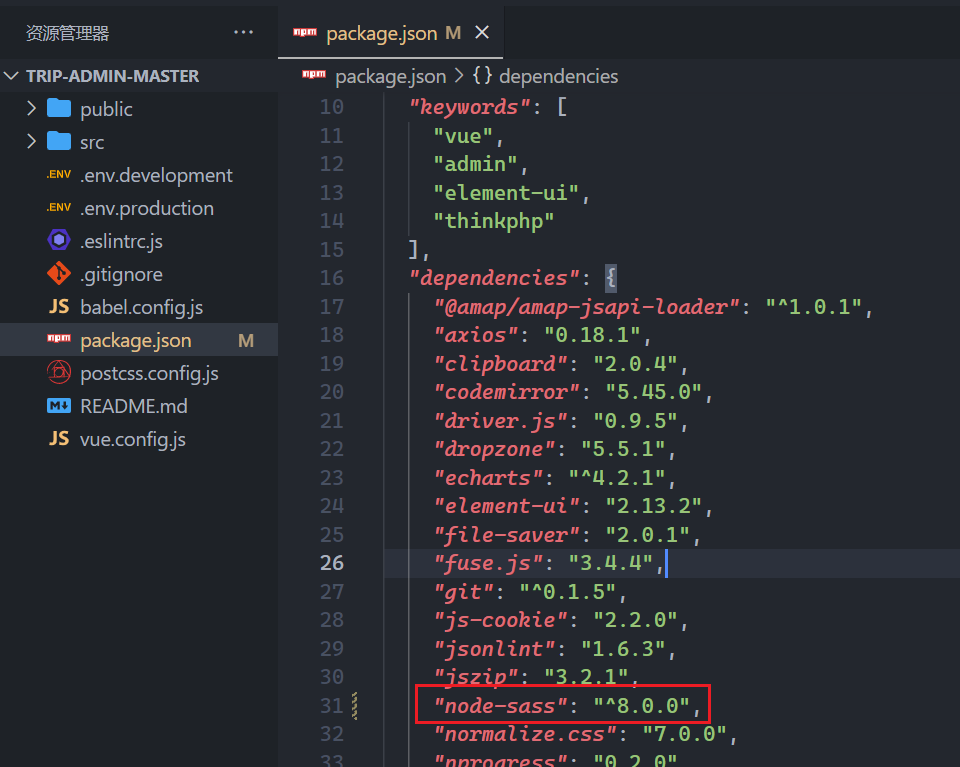 资源管理器
TRIP-ADMIN-MASTER
public
src
.ENV .env.development
.ENV .env.production
.eslintrc.js
.gitignore
JS babel.config.js
npm package.json M
postcss.config.js
M README.md
JS vue.config.js
npm package.json M
npm package.json > {} dependencies
10 "keywords": [
11 "vue",
12 "admin",
13 "element-ui",
14 "thinkphp"
15 ],
16 "dependencies": {
17 "@amap/amap-jsapi-loader": "^1.0.1",
18 "axios": "0.18.1",
19 "clipboard": "2.0.4",
20 "codemirror": "5.45.0",
21 "driver.js": "0.9.5",
22 "dropzone": "5.5.1",
23 "echarts": "^4.2.1",
24 "element-ui": "2.13.2",
25 "file-saver": "2.0.1",
26 "fuse.js": "3.4.4",
27 "git": "^0.1.5",
28 "js-cookie": "2.2.0",
29 "jsonlint": "1.6.3",
30 "jszip": "3.2.1",
31 "node-sass": "^8.0.0",
32 "normalize.css": "7.0.0",
33 "nprogress": "0.2.0"